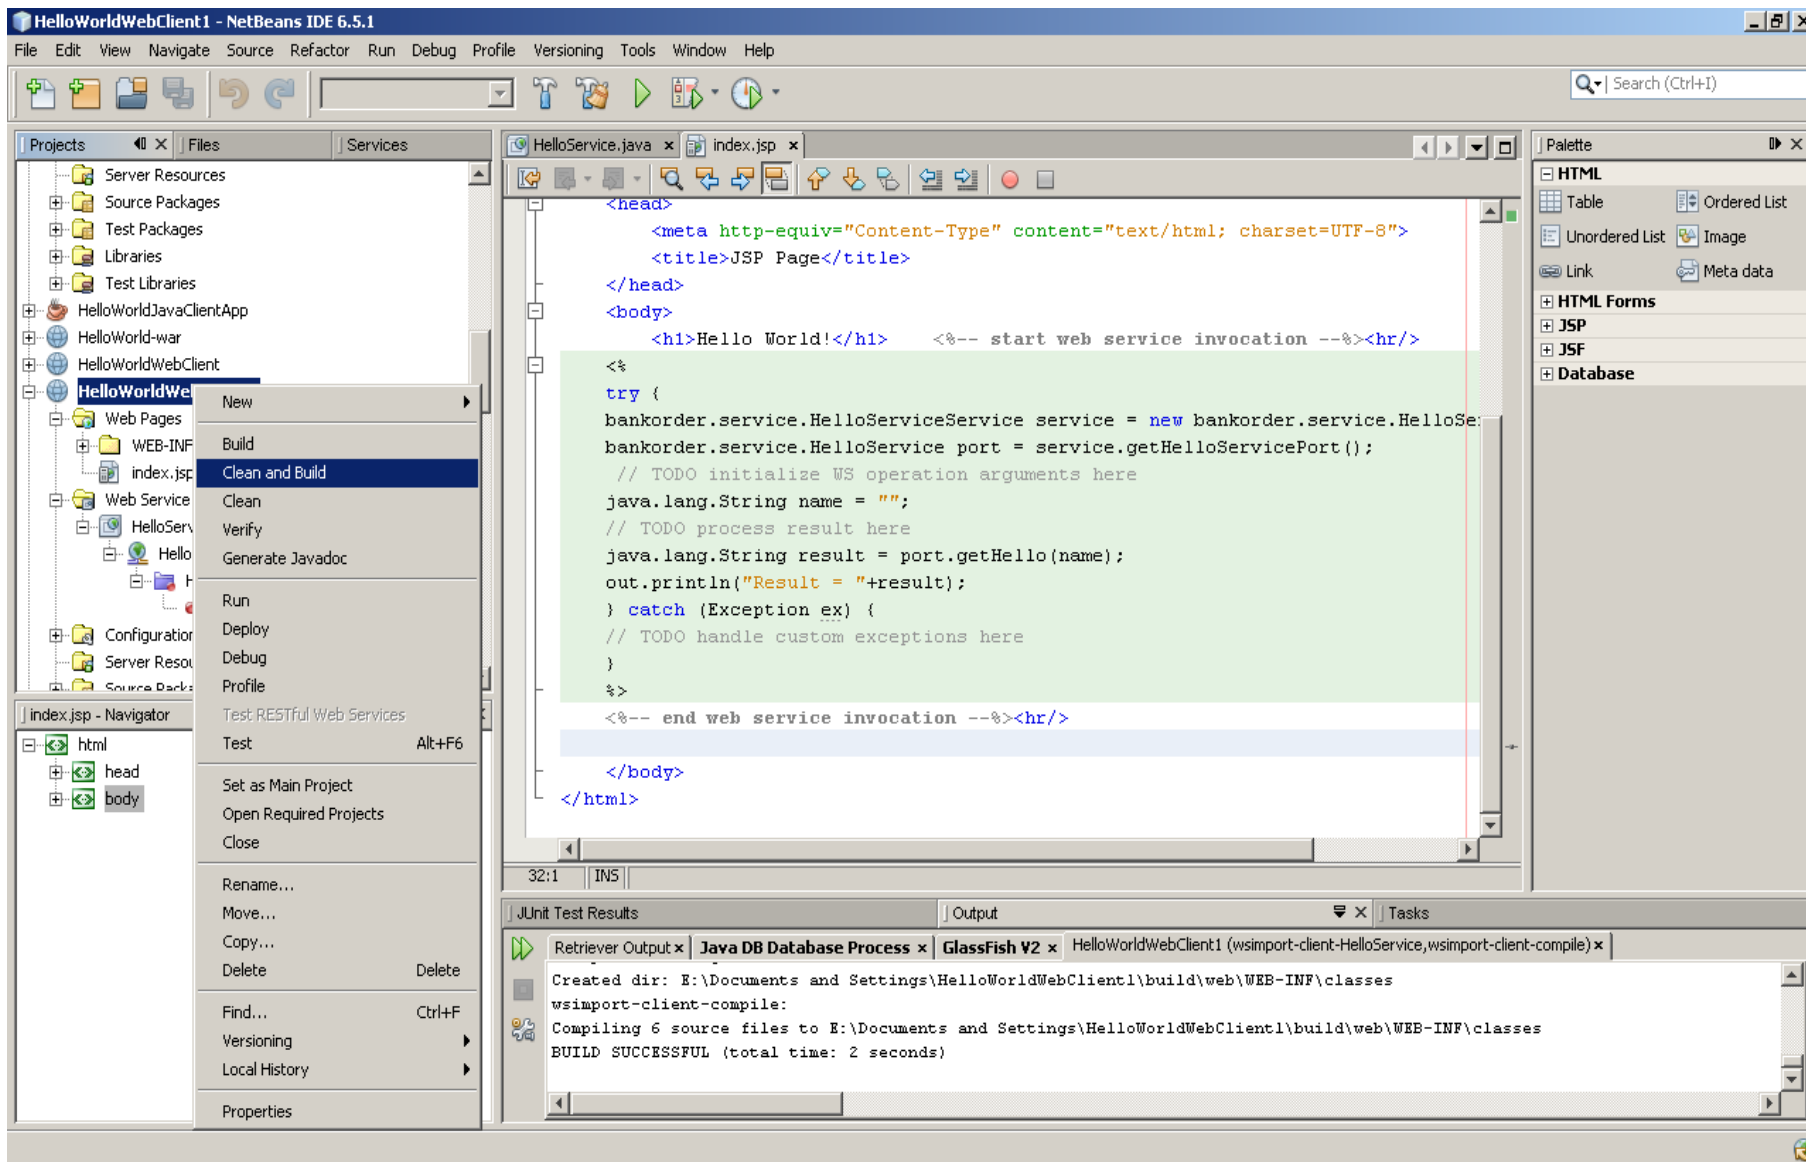 HelloWorldWebClient1 - NetBeans IDE 6.5.1
File Edit View Navigate Source Refactor Run Debug Profile Versioning Tools Window Help
Search (Ctrl+I)
Projects Files Services
Server Resources
Source Packages
Test Packages
Libraries
Test Libraries
HelloWorldJavaClientApp
HelloWorld-war
HelloWorldWebClient
HelloWorldWe
Web Pages
WEB-INF
index.jsp
Web Service
HelloServ
Hello
H
Configuration
Server Resou
Source Packa
New
Build
Clean and Build
Clean
Verify
Generate Javadoc
Run
Deploy
Debug
Profile
Test RESTful Web Services
Test Alt+F6
Set as Main Project
Open Required Projects
Close
Rename...
Move...
Copy...
Delete Delete
Find... Ctrl+F
Versioning
Local History
Properties
index.jsp - Navigator
html
head
body
HelloService.java index.jsp
<head>
<meta http-equiv="Content-Type" content="text/html; charset=UTF-8">
<title>JSP Page</title>
</head>
<body>
<h1>Hello World!</h1> <%-- start web service invocation --%><hr/>
<%
try {
bankorder.service.HelloServiceService service = new bankorder.service.HelloSe
bankorder.service.HelloService port = service.getHelloServicePort();
// TODO initialize WS operation arguments here
java.lang.String name = "";
// TODO process result here
java.lang.String result = port.getHello(name);
out.println("Result = "+result);
} catch (Exception ex) {
// TODO handle custom exceptions here
}
%>
<%-- end web service invocation --%><hr/>
</body>
</html>
32:1 INS
Palette
HTML
Table Ordered List
Unordered List Image
Link Meta data
HTML Forms
JSP
JSF
Database
JUnit Test Results Output Tasks
Retriever Output Java DB Database Process GlassFish V2 HelloWorldWebClient1 (wsimport-client-HelloService,wsimport-client-compile)
Created dir: E:\Documents and Settings\HelloWorldWebClient1\build\web\WEB-INF\classes
wsimport-client-compile:
Compiling 6 source files to E:\Documents and Settings\HelloWorldWebClient1\build\web\WEB-INF\classes
BUILD SUCCESSFUL (total time: 2 seconds)